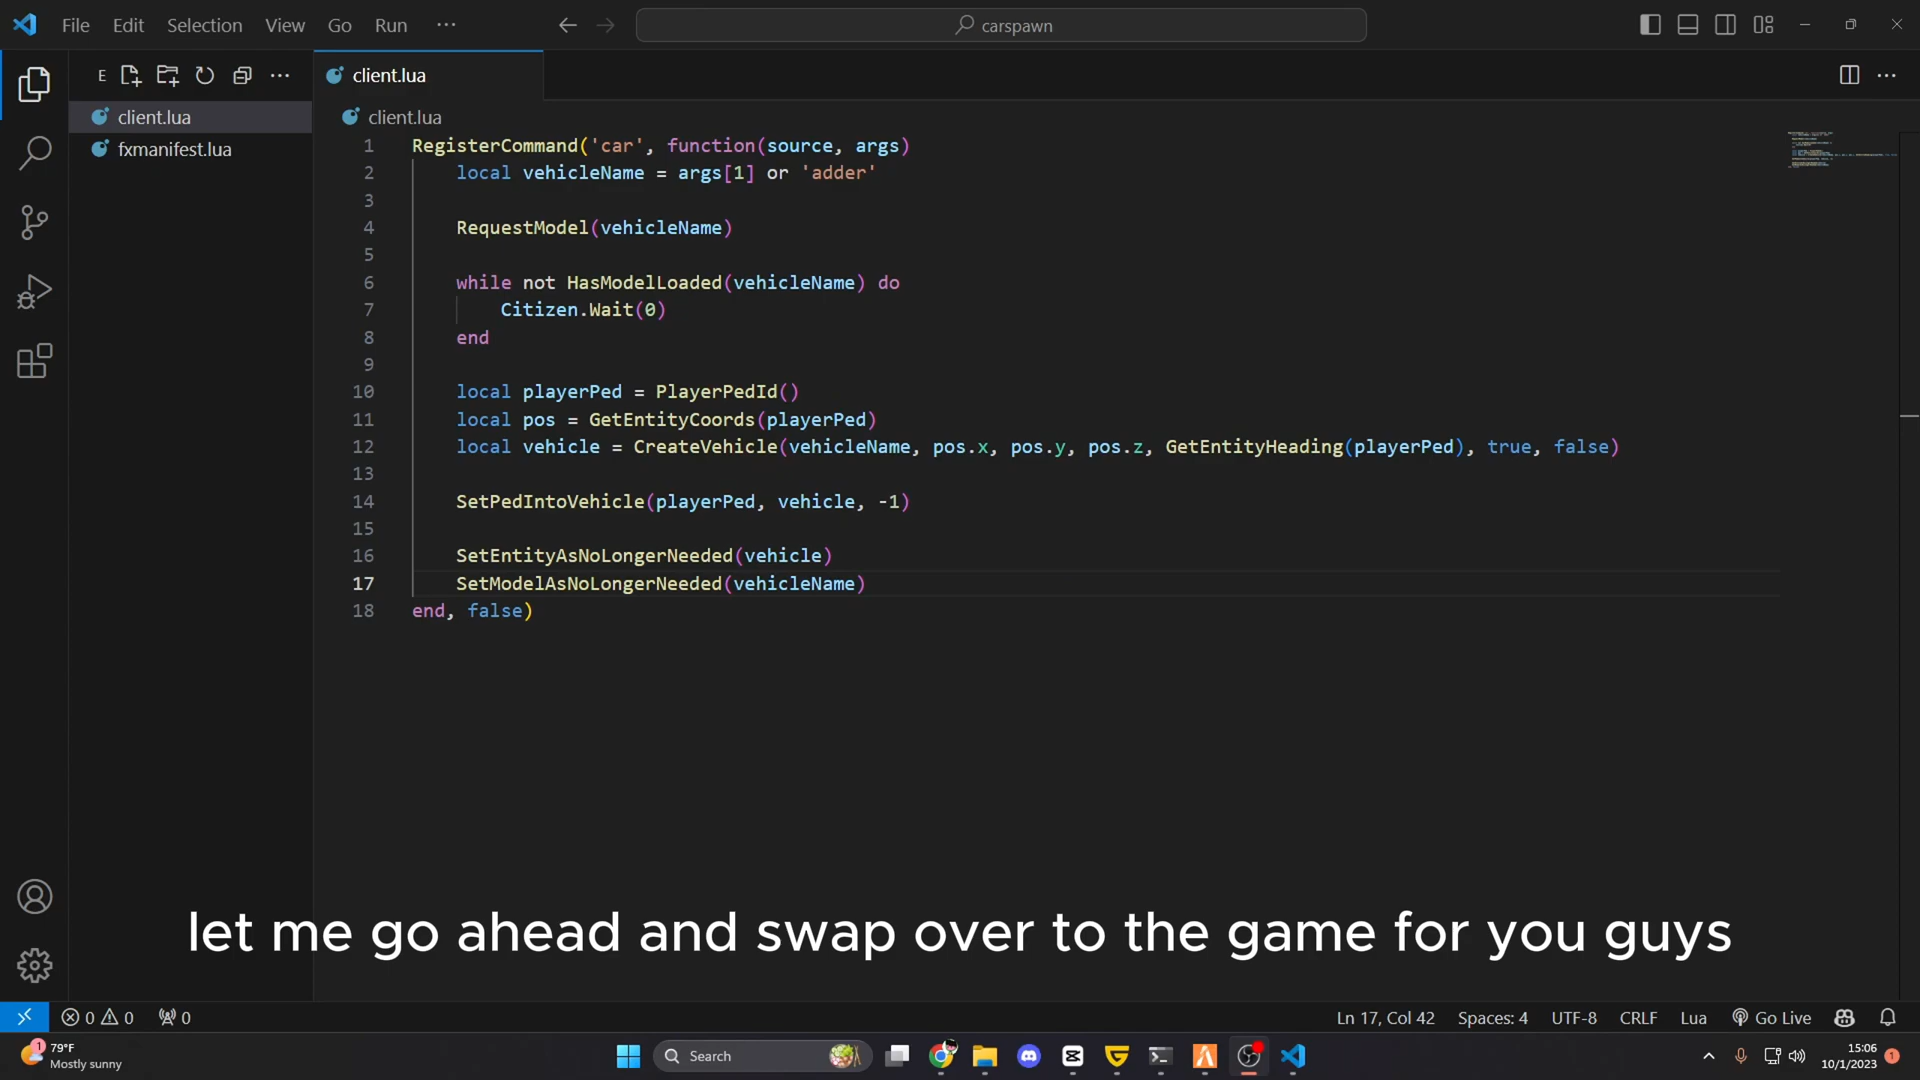 File Edit Selection View Go Run ··· carspawn
E ··· client.lua ···
client.lua
fxmanifest.lua
client.lua
1 RegisterCommand('car', function(source, args)
2 local vehicleName = args[1] or 'adder'
3
4 RequestModel(vehicleName)
5
6 while not HasModelLoaded(vehicleName) do
7 Citizen.Wait(0)
8 end
9
10 local playerPed = PlayerPedId()
11 local pos = GetEntityCoords(playerPed)
12 local vehicle = CreateVehicle(vehicleName, pos.x, pos.y, pos.z, GetEntityHeading(playerPed), true, false)
13
14 SetPedIntoVehicle(playerPed, vehicle, -1)
15
16 SetEntityAsNoLongerNeeded(vehicle)
17 SetModelAsNoLongerNeeded(vehicleName)
18 end, false)
let me go ahead and swap over to the game for you guys
0 0 0 Ln 17, Col 42 Spaces: 4 UTF-8 CRLF Lua Go Live
1 79°F
Mostly sunny
Search
15:06
10/1/2023 1